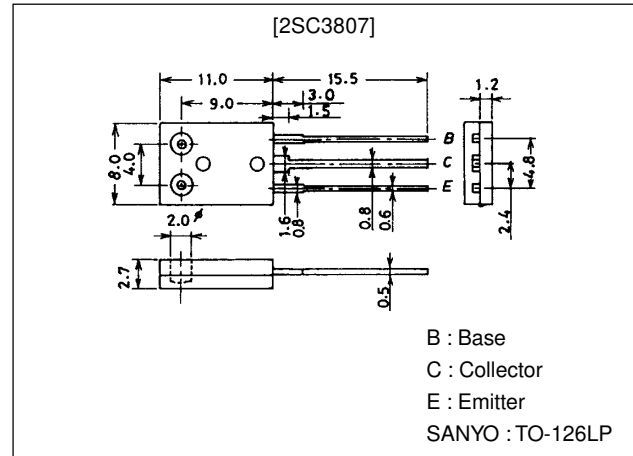 [2SC3807]
11.0 15.5
1.2
9.0 3.0
1.5
B
C
E
8.0 4.0 4.8
2.4
2.0 1.6 0.8 0.8 0.6
2.7
0.5
B : Base
C : Collector
E : Emitter
SANYO : TO-126LP